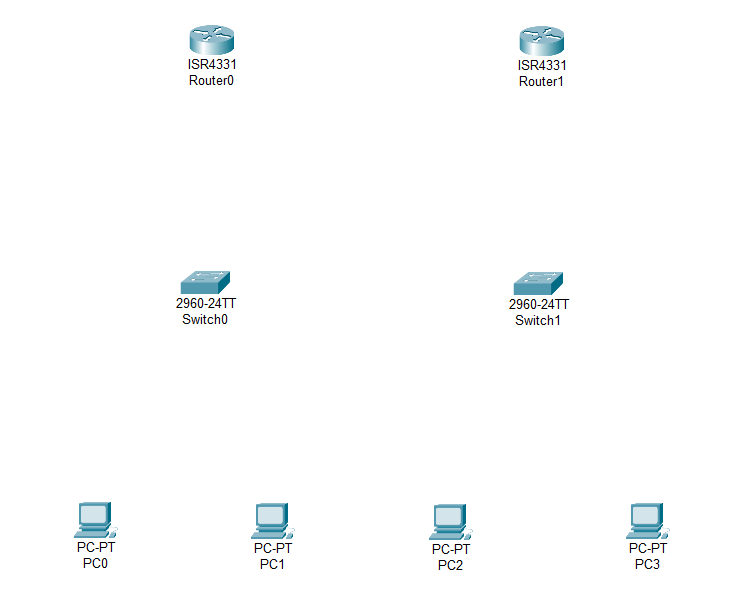 ISR4331
Router0
ISR4331
Router1
2960-24TT
Switch0
2960-24TT
Switch1
PC-PT
PC0
PC-PT
PC1
PC-PT
PC2
PC-PT
PC3